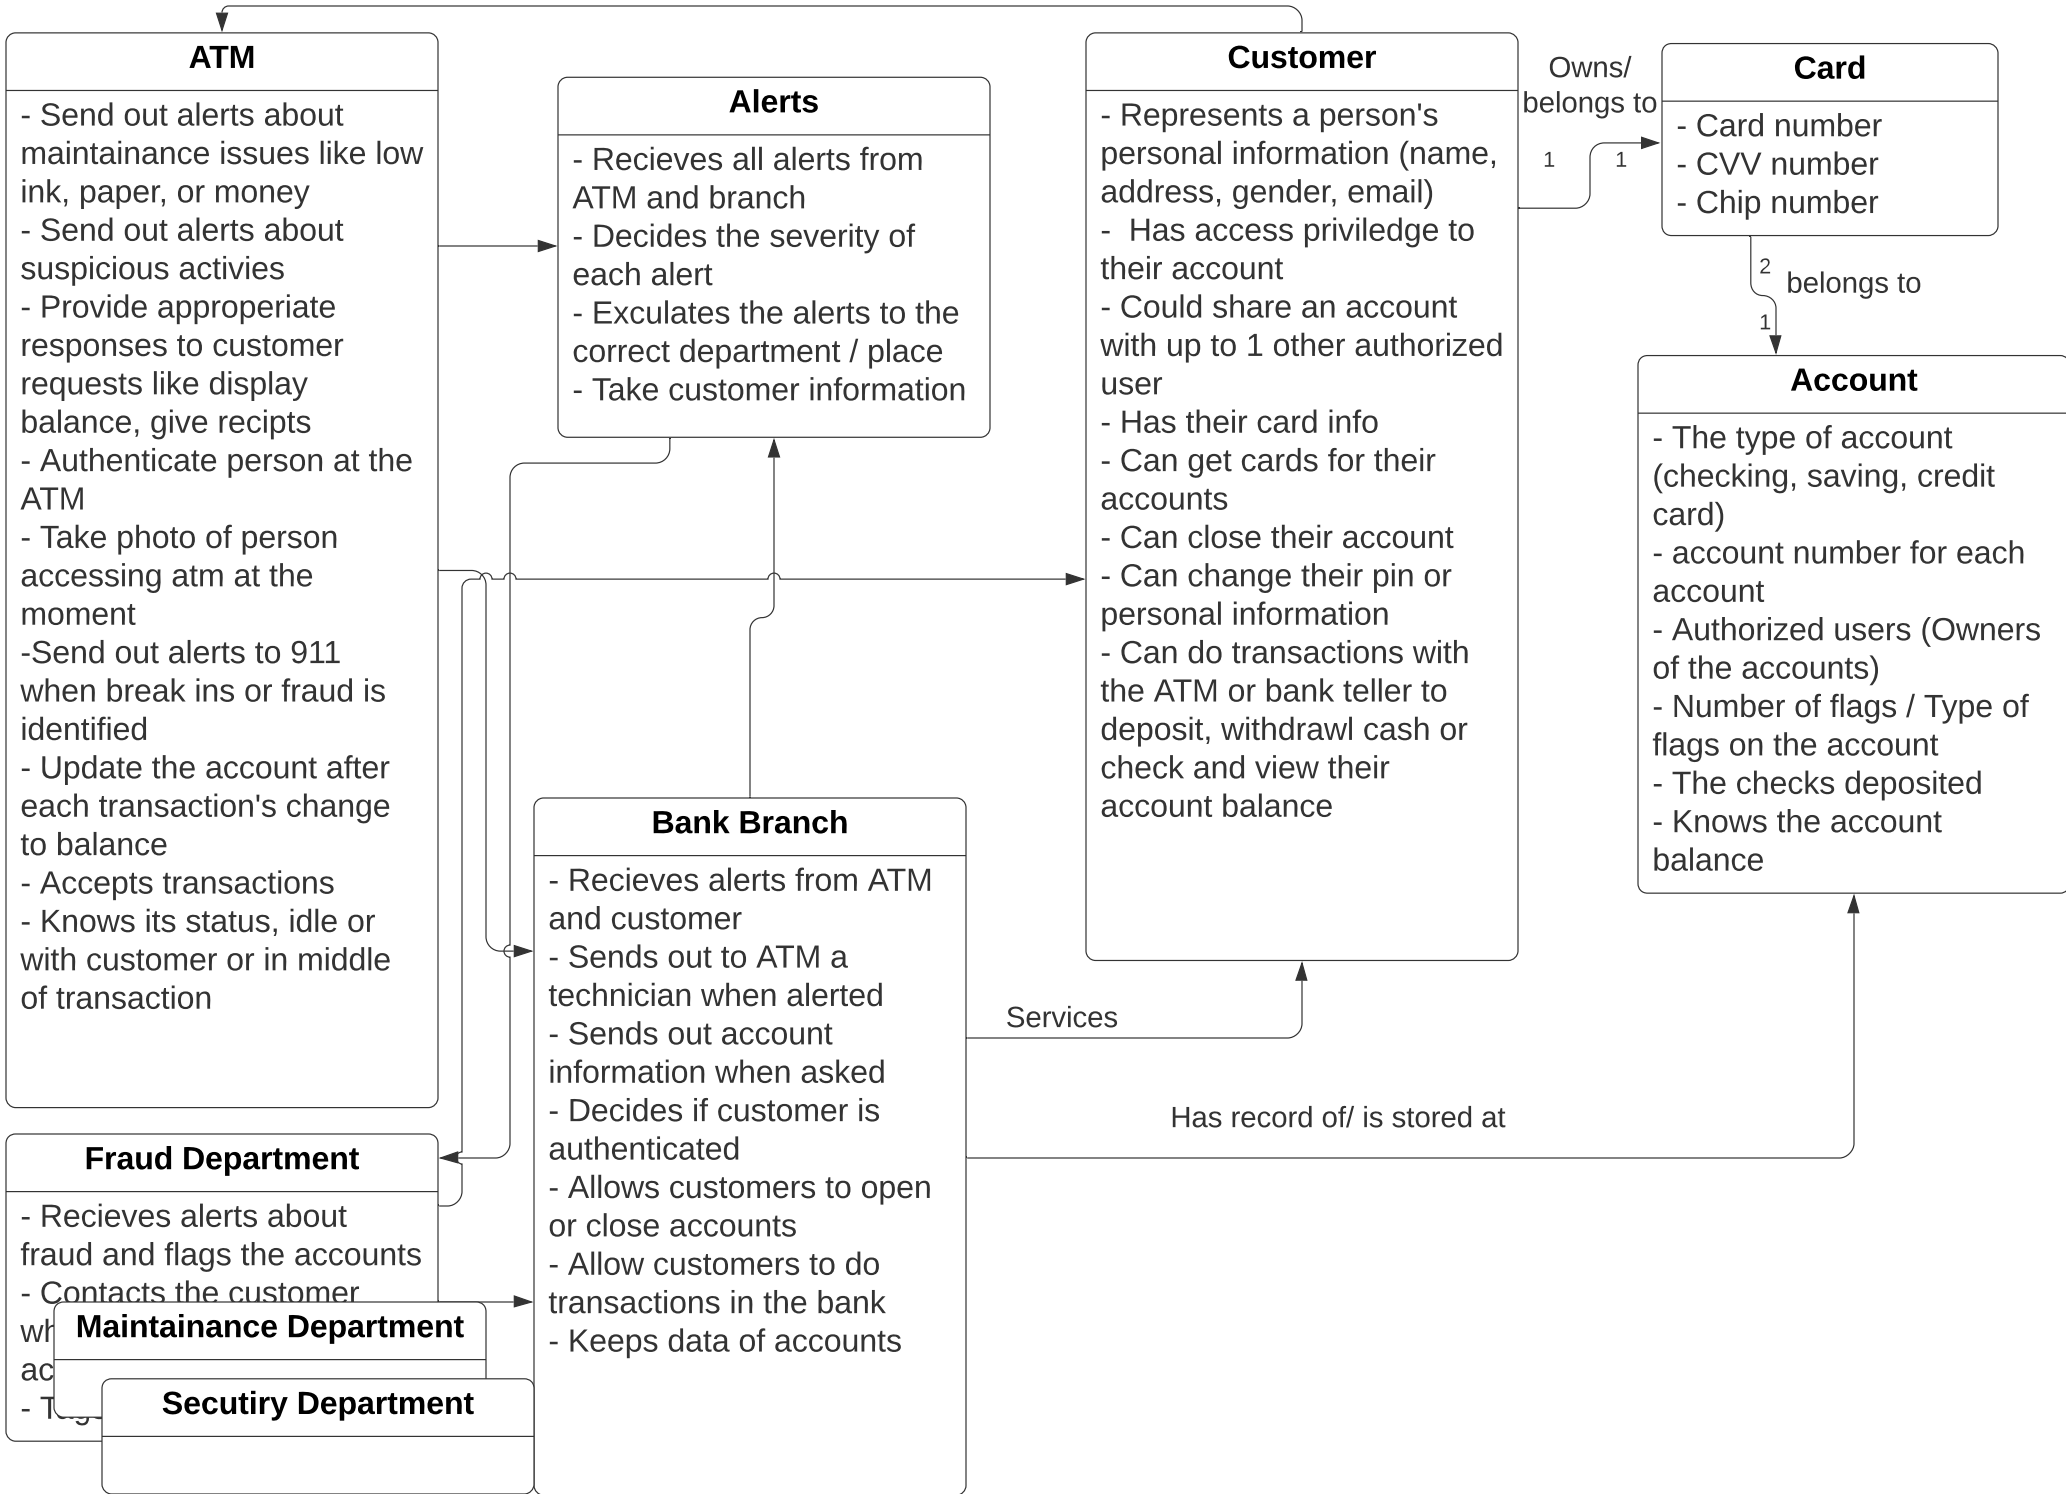 ATM
- Send out alerts about
maintainance issues like low
ink, paper, or money
- Send out alerts about
suspicious activies
- Provide approperiate
responses to customer
requests like display
balance, give recipts
- Authenticate person at the
ATM
- Take photo of person
accessing atm at the
moment
-Send out alerts to 911
when break ins or fraud is
identified
- Update the account after
each transaction's change
to balance
- Accepts transactions
- Knows its status, idle or
with customer or in middle
of transaction
Alerts
- Recieves all alerts from
ATM and branch
- Decides the severity of
each alert
- Exculates the alerts to the
correct department / place
- Take customer information
Customer
- Represents a person's
personal information (name,
address, gender, email)
-  Has access priviledge to
their account
- Could share an account
with up to 1 other authorized
user
- Has their card info
- Can get cards for their
accounts
- Can close their account
- Can change their pin or
personal information
- Can do transactions with
the ATM or bank teller to
deposit, withdrawl cash or
check and view their
account balance
Owns/
belongs to
1 1
Card
- Card number
- CVV number
- Chip number
2
belongs to
1
Account
- The type of account
(checking, saving, credit
card)
- account number for each
account
- Authorized users (Owners
of the accounts)
- Number of flags / Type of
flags on the account
- The checks deposited
- Knows the account
balance
Bank Branch
- Recieves alerts from ATM
and customer
- Sends out to ATM a
technician when alerted
- Sends out account
information when asked
- Decides if customer is
authenticated
- Allows customers to open
or close accounts
- Allow customers to do
transactions in the bank
- Keeps data of accounts
Services
Has record of/ is stored at
Fraud Department
- Recieves alerts about
fraud and flags the accounts
- Contacts the customer
Maintainance Department
Secutiry Department